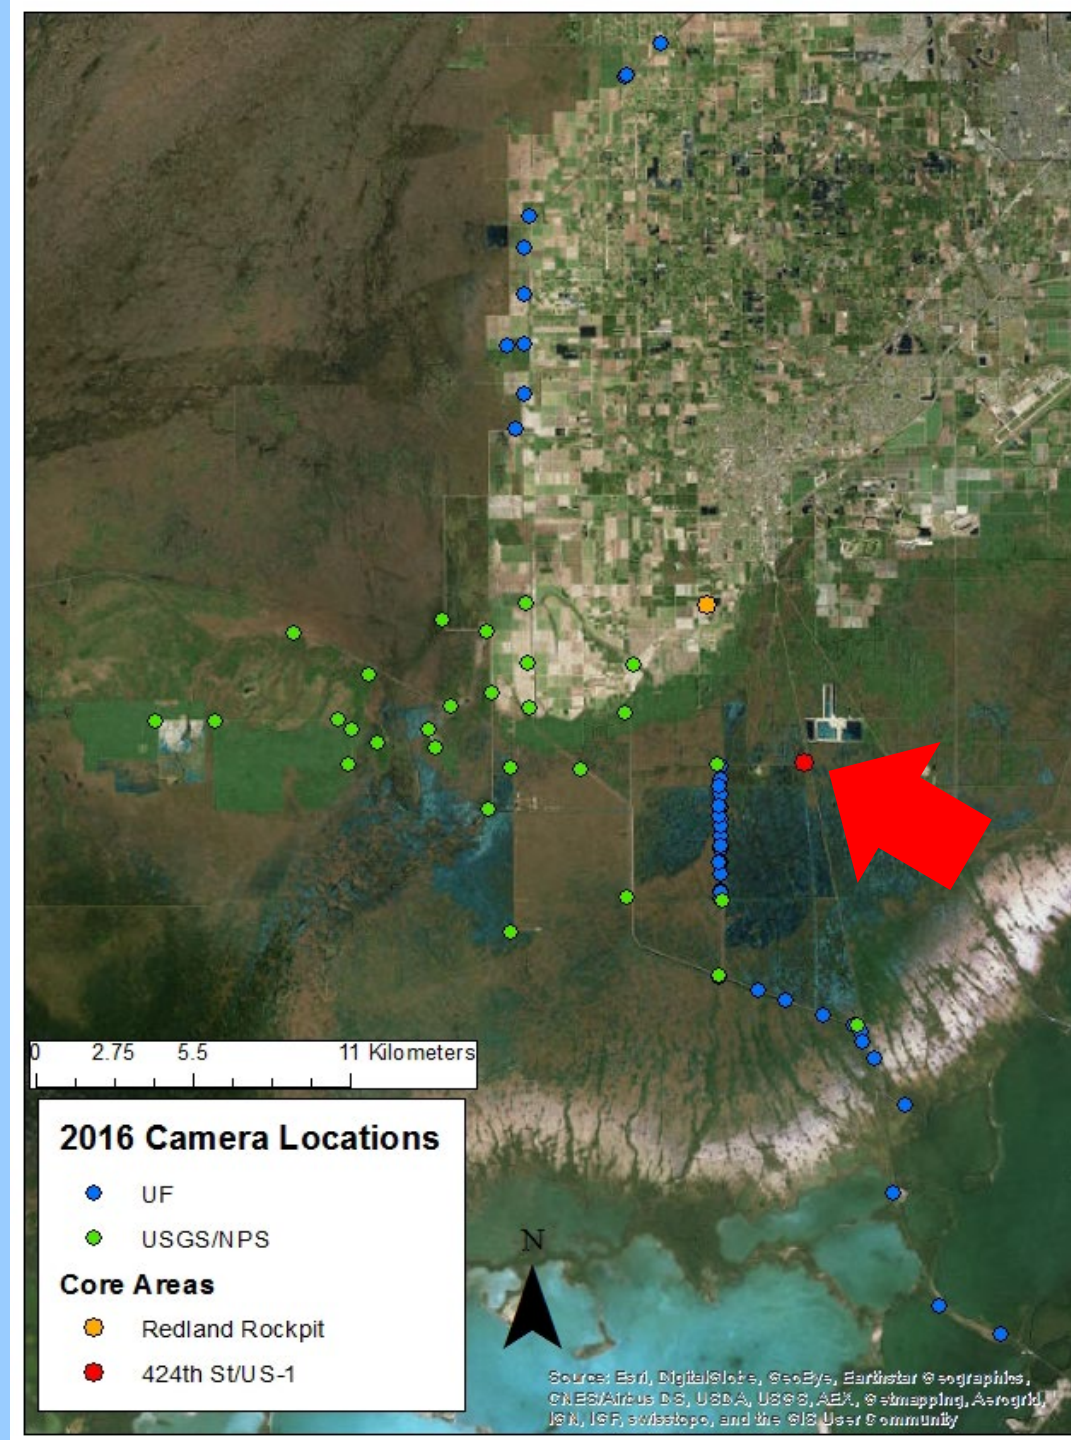 0 2.75 5.5 11 Kilometers
2016 Camera Locations
UF
USGS/NPS
Core Areas
Redland Rockpit
424th St/US-1
N
Source: Esri, DigitalGlobe, GeoEye, Earthstar Geographics,
CNES/Airbus DS, USDA, USGS, AEX, Getmapping, Aerogrid,
IGN, IGP, swisstopo, and the GIS User Community